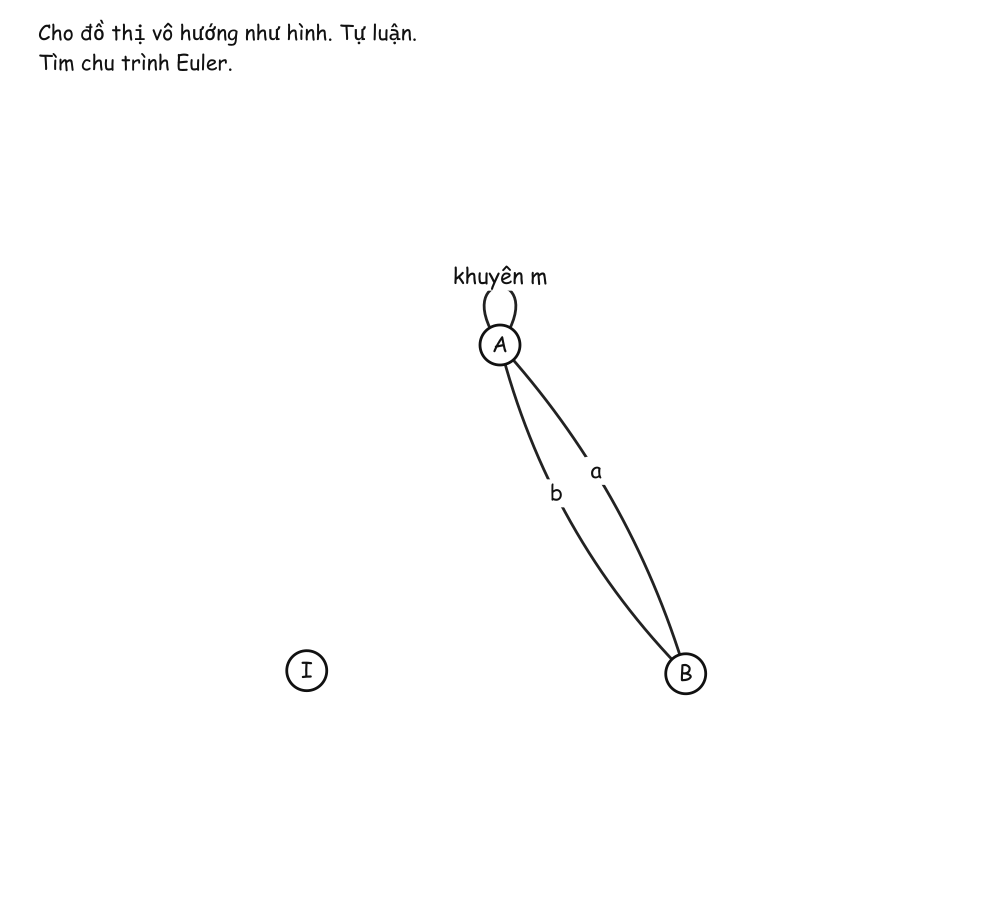 Cho đồ thị vô hướng như hình. Tự luận.
Tìm chu trình Euler.
khuyên m
A
a
b
I
B